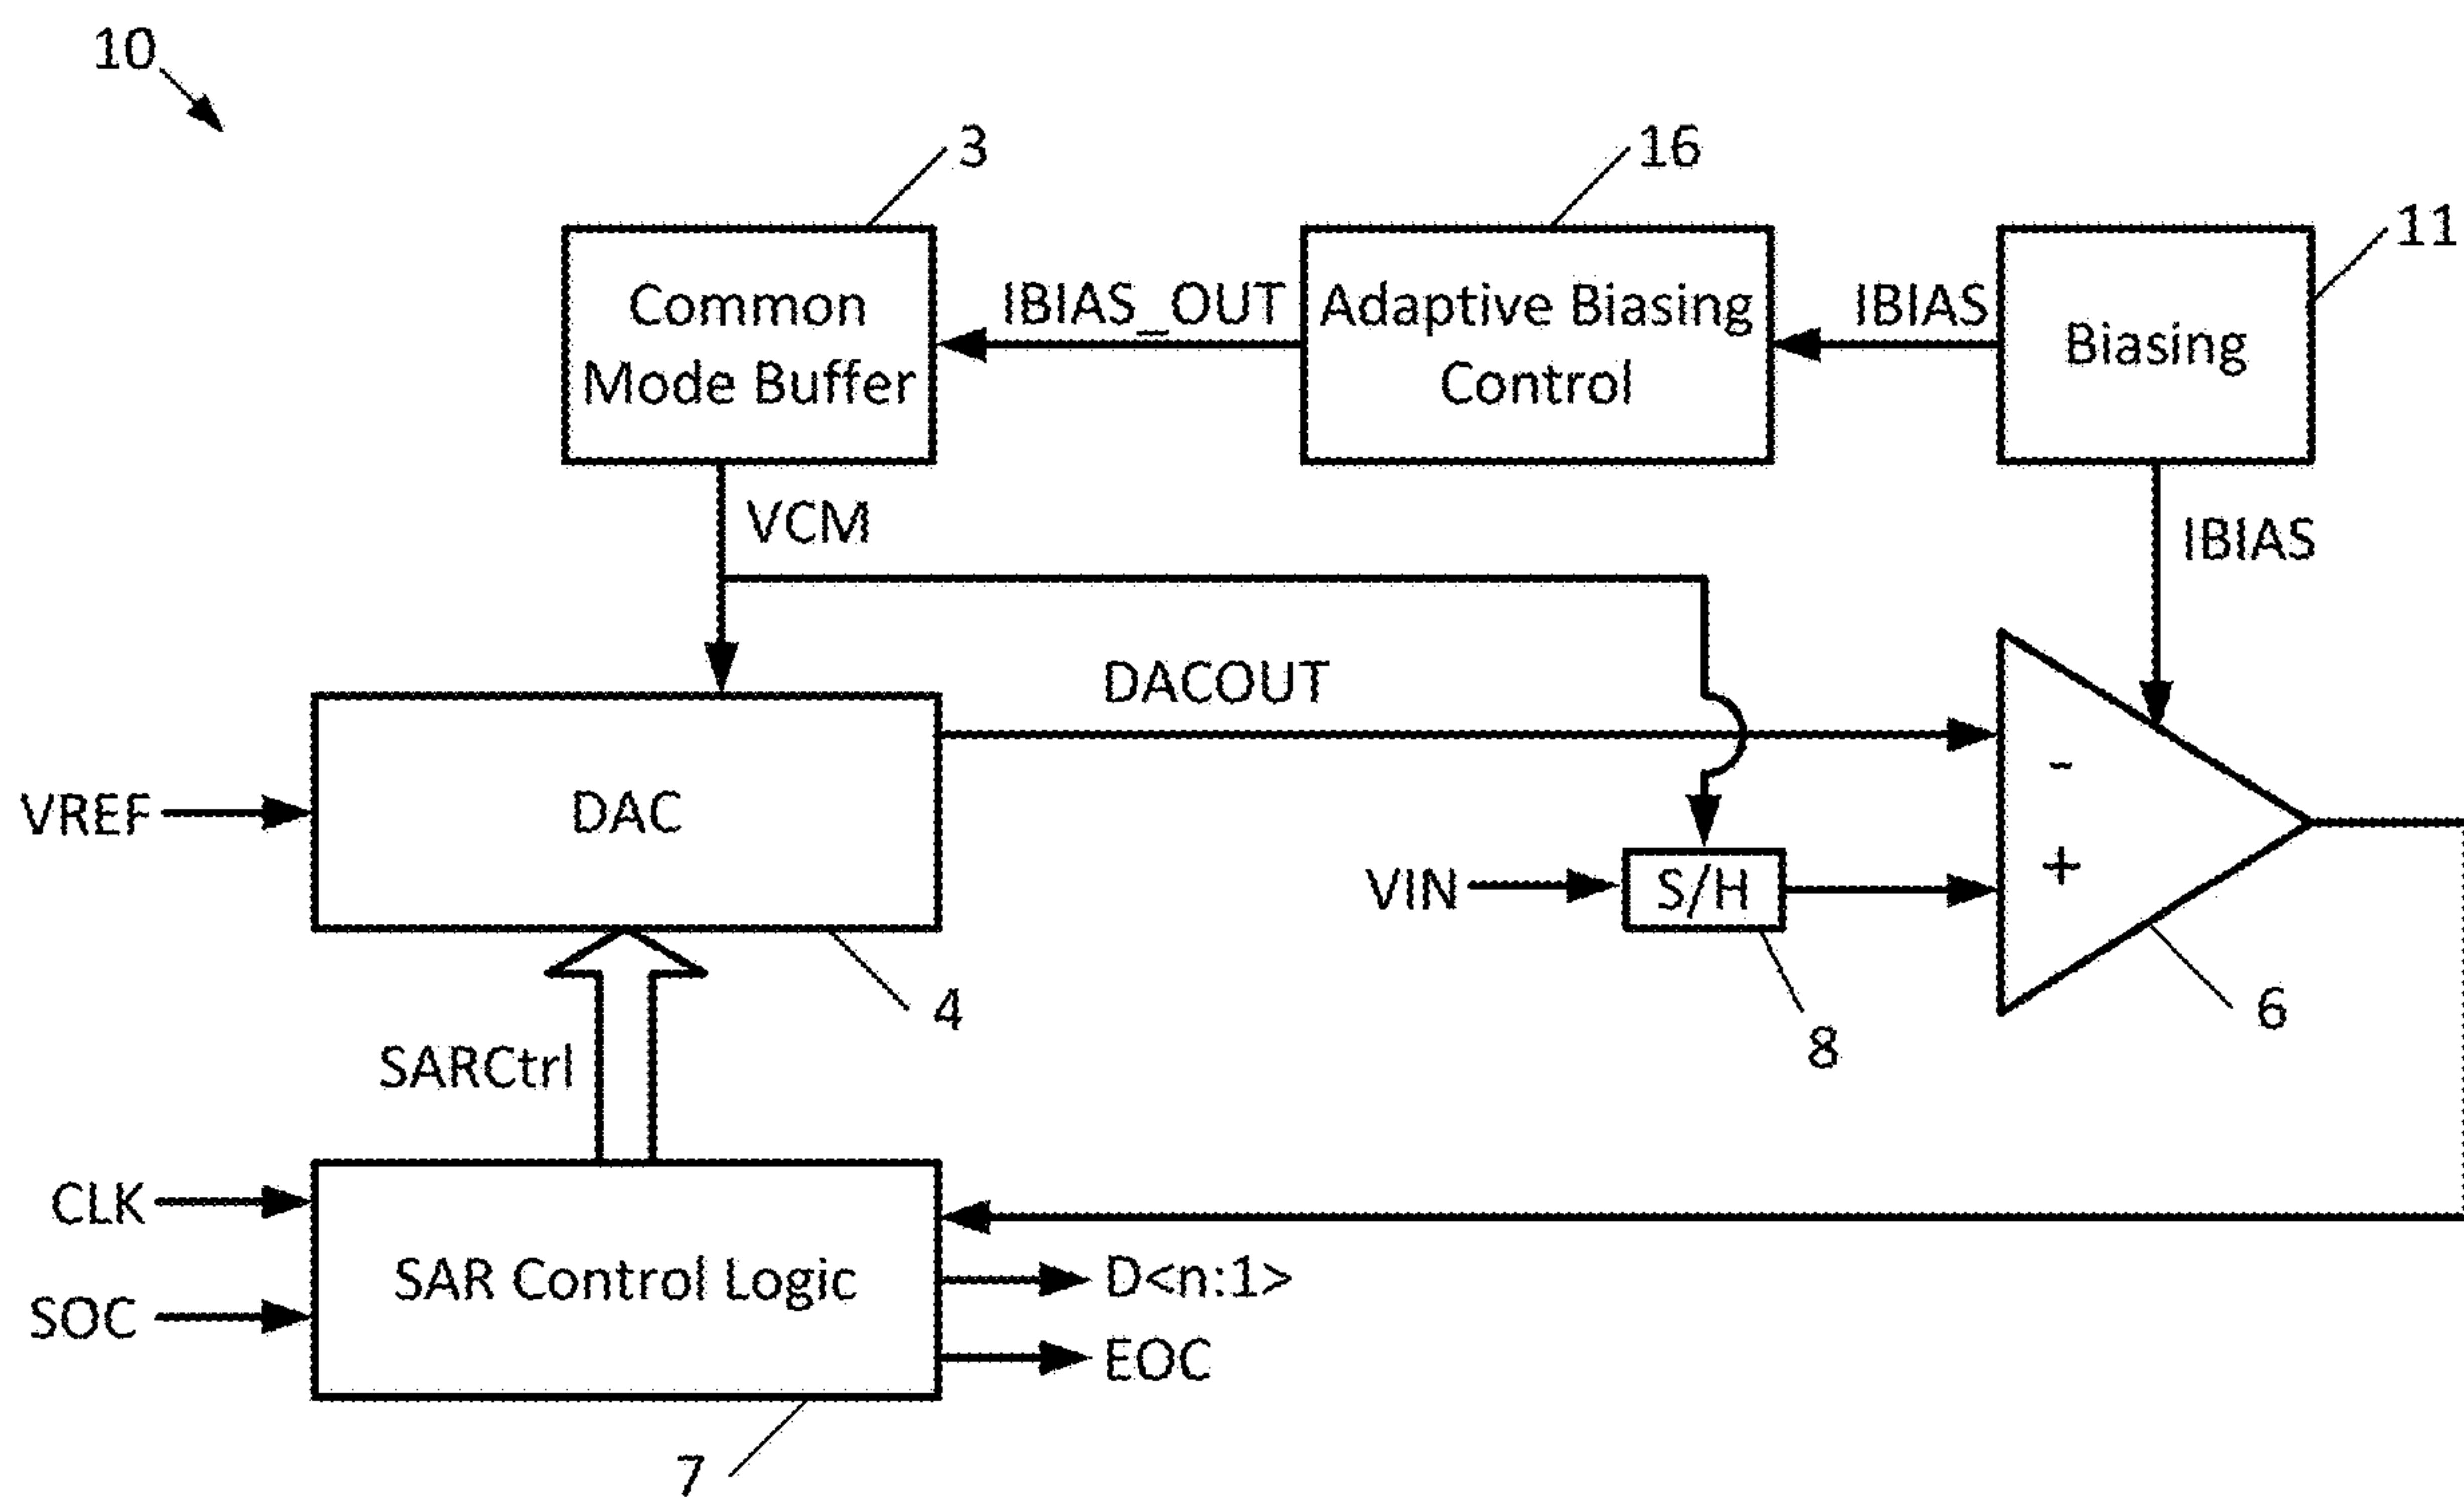 10
3
16
11
Common
Mode Buffer
IBIAS_OUT
Adaptive Biasing
Control
IBIAS
Biasing
VCM
IBIAS
DACOUT
VREF
DAC
-
+
VIN
S/H
4
8
6
SARCtrl
CLK
SOC
SAR Control Logic
D<n:1>
EOC
7